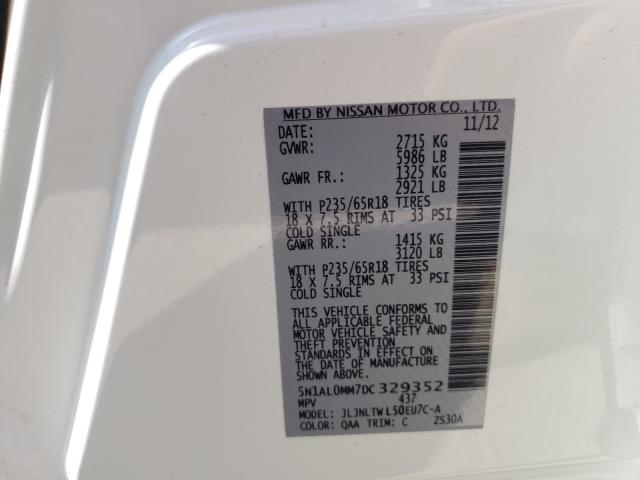 MFD BY NISSAN MOTOR CO., LTD.
DATE: 11/12
GVWR: 2715 KG
5986 LB
GAWR FR.: 1325 KG
2921 LB
WITH P235/65R18 TIRES
18 X 7.5 RIMS AT 33 PSI
COLD SINGLE
GAWR RR.: 1415 KG
3120 LB
WITH P235/65R18 TIRES
18 X 7.5 RIMS AT 33 PSI
COLD SINGLE
THIS VEHICLE CONFORMS TO
ALL APPLICABLE FEDERAL
MOTOR VEHICLE SAFETY AND
THEFT PREVENTION
STANDARDS IN EFFECT ON
THE DATE OF MANUFACTURE
SHOWN ABOVE.
5N1AL0MM7DC 329352
MPV 437
MODEL: JLJNLTW L50EU7C-A
COLOR: QAA TRIM: C ZS30A